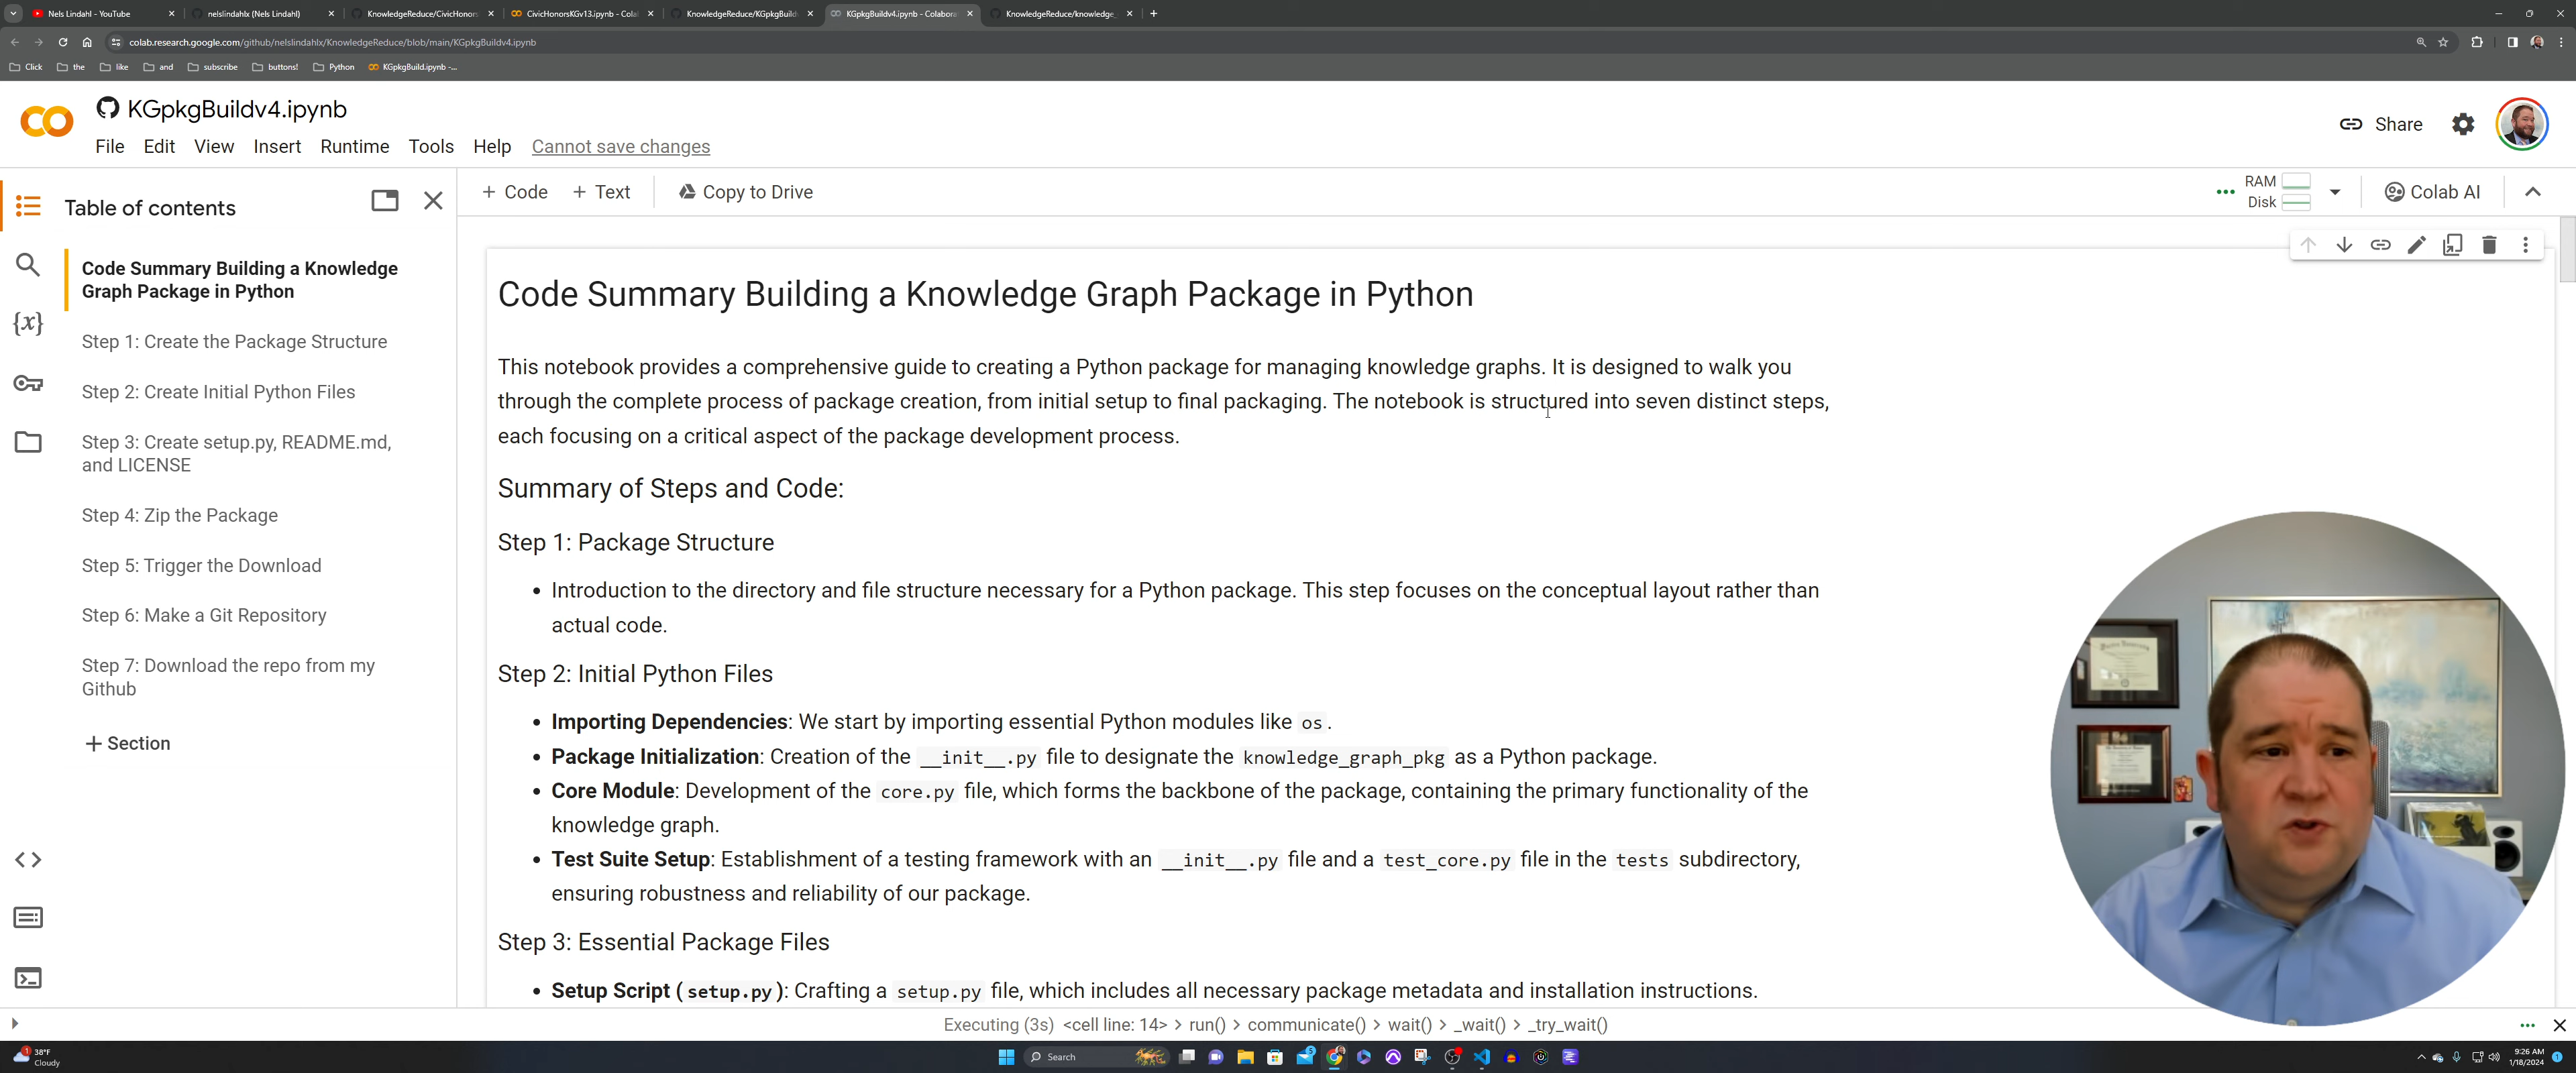 Nels Lindahl - YouTube
nelslindahlx (Nels Lindahl)
KnowledgeReduce/CivicHonors
CivicHonorsKGv13.ipynb - Cola
KnowledgeReduce/KGpkgBuild
KGpkgBuildv4.ipynb - Colabora
KnowledgeReduce/knowledge_
colab.research.google.com/github/nelslindahlx/KnowledgeReduce/blob/main/KGpkgBuildv4.ipynb
Click the like and subscribe buttons! Python KGpkgBuild.ipynb -...
KGpkgBuildv4.ipynb
File Edit View Insert Runtime Tools Help Cannot save changes
Share
+ Code + Text Copy to Drive
RAM
Disk
Colab AI
Table of contents
Code Summary Building a Knowledge
Graph Package in Python
Step 1: Create the Package Structure
Step 2: Create Initial Python Files
Step 3: Create setup.py, README.md,
and LICENSE
Step 4: Zip the Package
Step 5: Trigger the Download
Step 6: Make a Git Repository
Step 7: Download the repo from my
Github
+ Section
{x}
Code Summary Building a Knowledge Graph Package in Python
This notebook provides a comprehensive guide to creating a Python package for managing knowledge graphs. It is designed to walk you
through the complete process of package creation, from initial setup to final packaging. The notebook is structured into seven distinct steps,
each focusing on a critical aspect of the package development process.
Summary of Steps and Code:
Step 1: Package Structure
• Introduction to the directory and file structure necessary for a Python package. This step focuses on the conceptual layout rather than
actual code.
Step 2: Initial Python Files
• Importing Dependencies: We start by importing essential Python modules like os.
• Package Initialization: Creation of the __init__.py file to designate the knowledge_graph_pkg as a Python package.
• Core Module: Development of the core.py file, which forms the backbone of the package, containing the primary functionality of the
knowledge graph.
• Test Suite Setup: Establishment of a testing framework with an __init__.py file and a test_core.py file in the tests subdirectory,
ensuring robustness and reliability of our package.
Step 3: Essential Package Files
• Setup Script (setup.py): Crafting a setup.py file, which includes all necessary package metadata and installation instructions.
Executing (3s) <cell line: 14> > run() > communicate() > wait() > _wait() > _try_wait()
1
38°F
Cloudy
Search
5
9:26 AM
1/18/2024
1